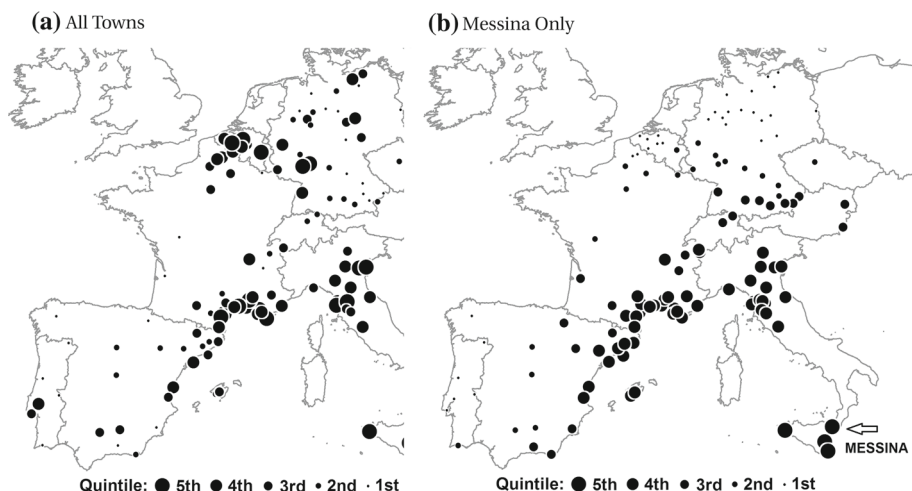 (a) All Towns
(b) Messina Only
MESSINA
Quintile: 5th 4th 3rd 2nd 1st
Quintile: 5th 4th 3rd 2nd 1st